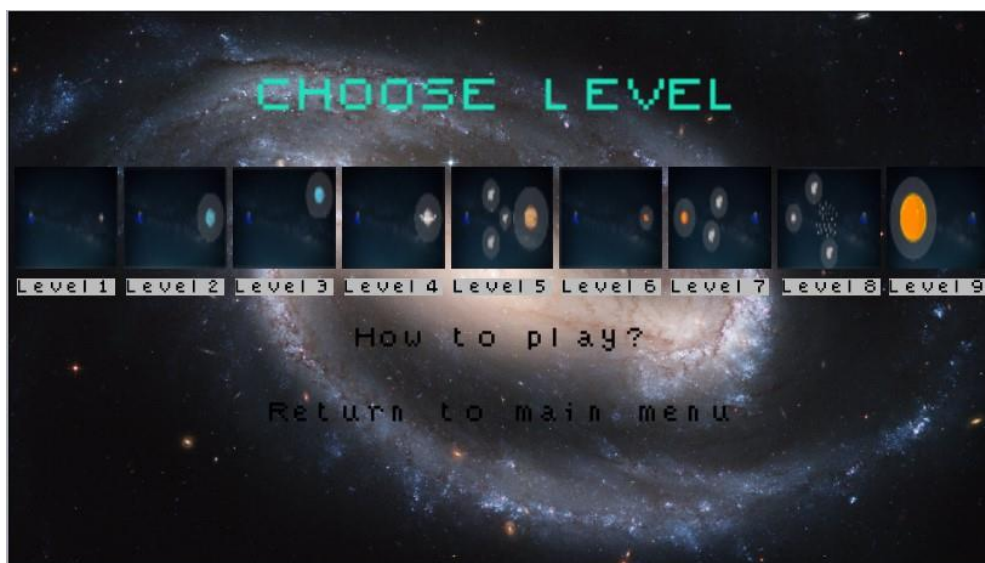 CHOOSE LEVEL
Level 1 Level 2 Level 3 Level 4 Level 5 Level 6 Level 7 Level 8 Level 9
How to play?
Return to main menu